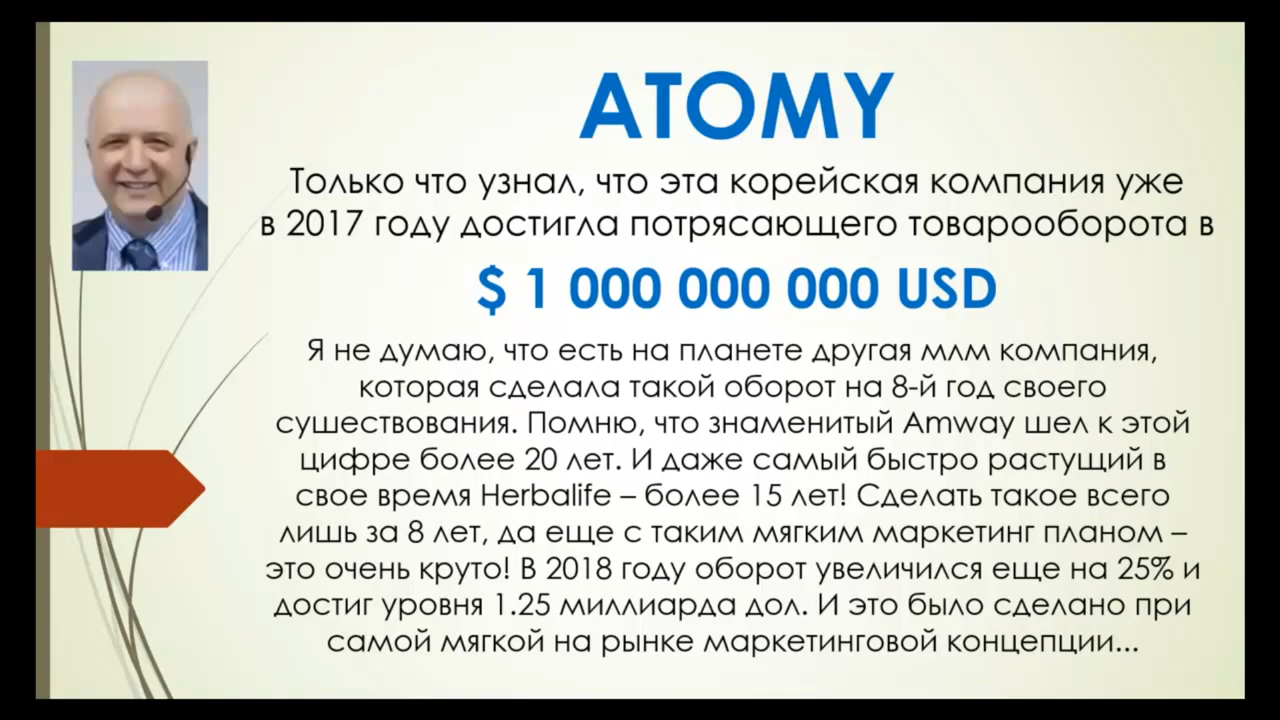 ATOMY
Только что узнал, что эта корейская компания уже
в 2017 году достигла потрясающего товарооборота в
$ 1 000 000 000 USD
Я не думаю, что есть на планете другая млм компания,
которая сделала такой оборот на 8-й год своего
сушествования. Помню, что знаменитый Amway шел к этой
цифре более 20 лет. И даже самый быстро растущий в
свое время Herbalife – более 15 лет! Сделать такое всего
лишь за 8 лет, да еще с таким мягким маркетинг планом –
это очень круто! В 2018 году оборот увеличился еще на 25% и
достиг уровня 1.25 миллиарда дол. И это было сделано при
самой мягкой на рынке маркетинговой концепции...